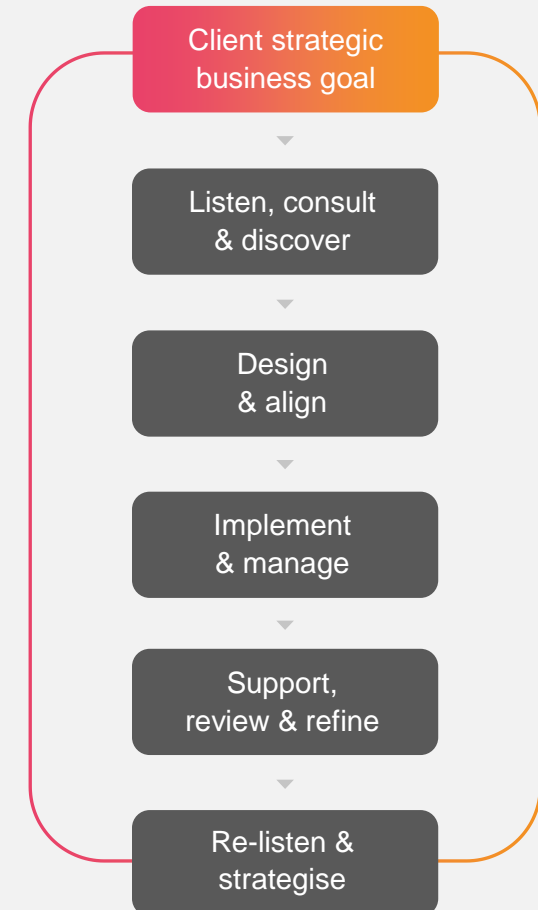 Client strategic
business goal
Listen, consult
& discover
Design
& align
Implement
& manage
Support,
review & refine
Re-listen &
strategise